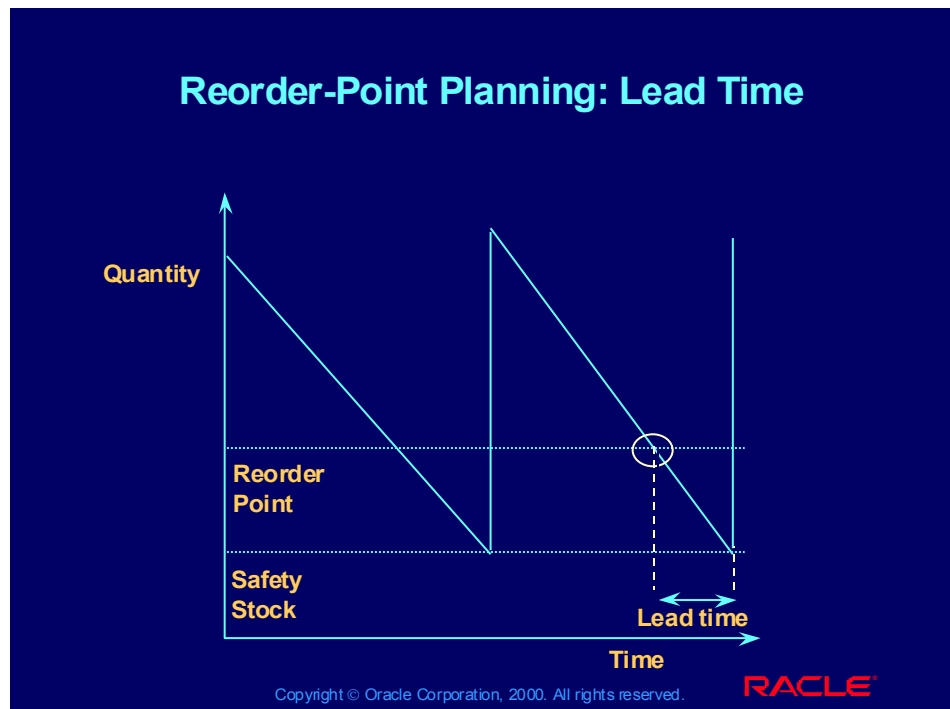 Reorder-Point Planning: Lead Time
Quantity
Reorder
Point
Safety
Stock
Lead time
Time
Copyright © Oracle Corporation, 2000. All rights reserved.
RACLE